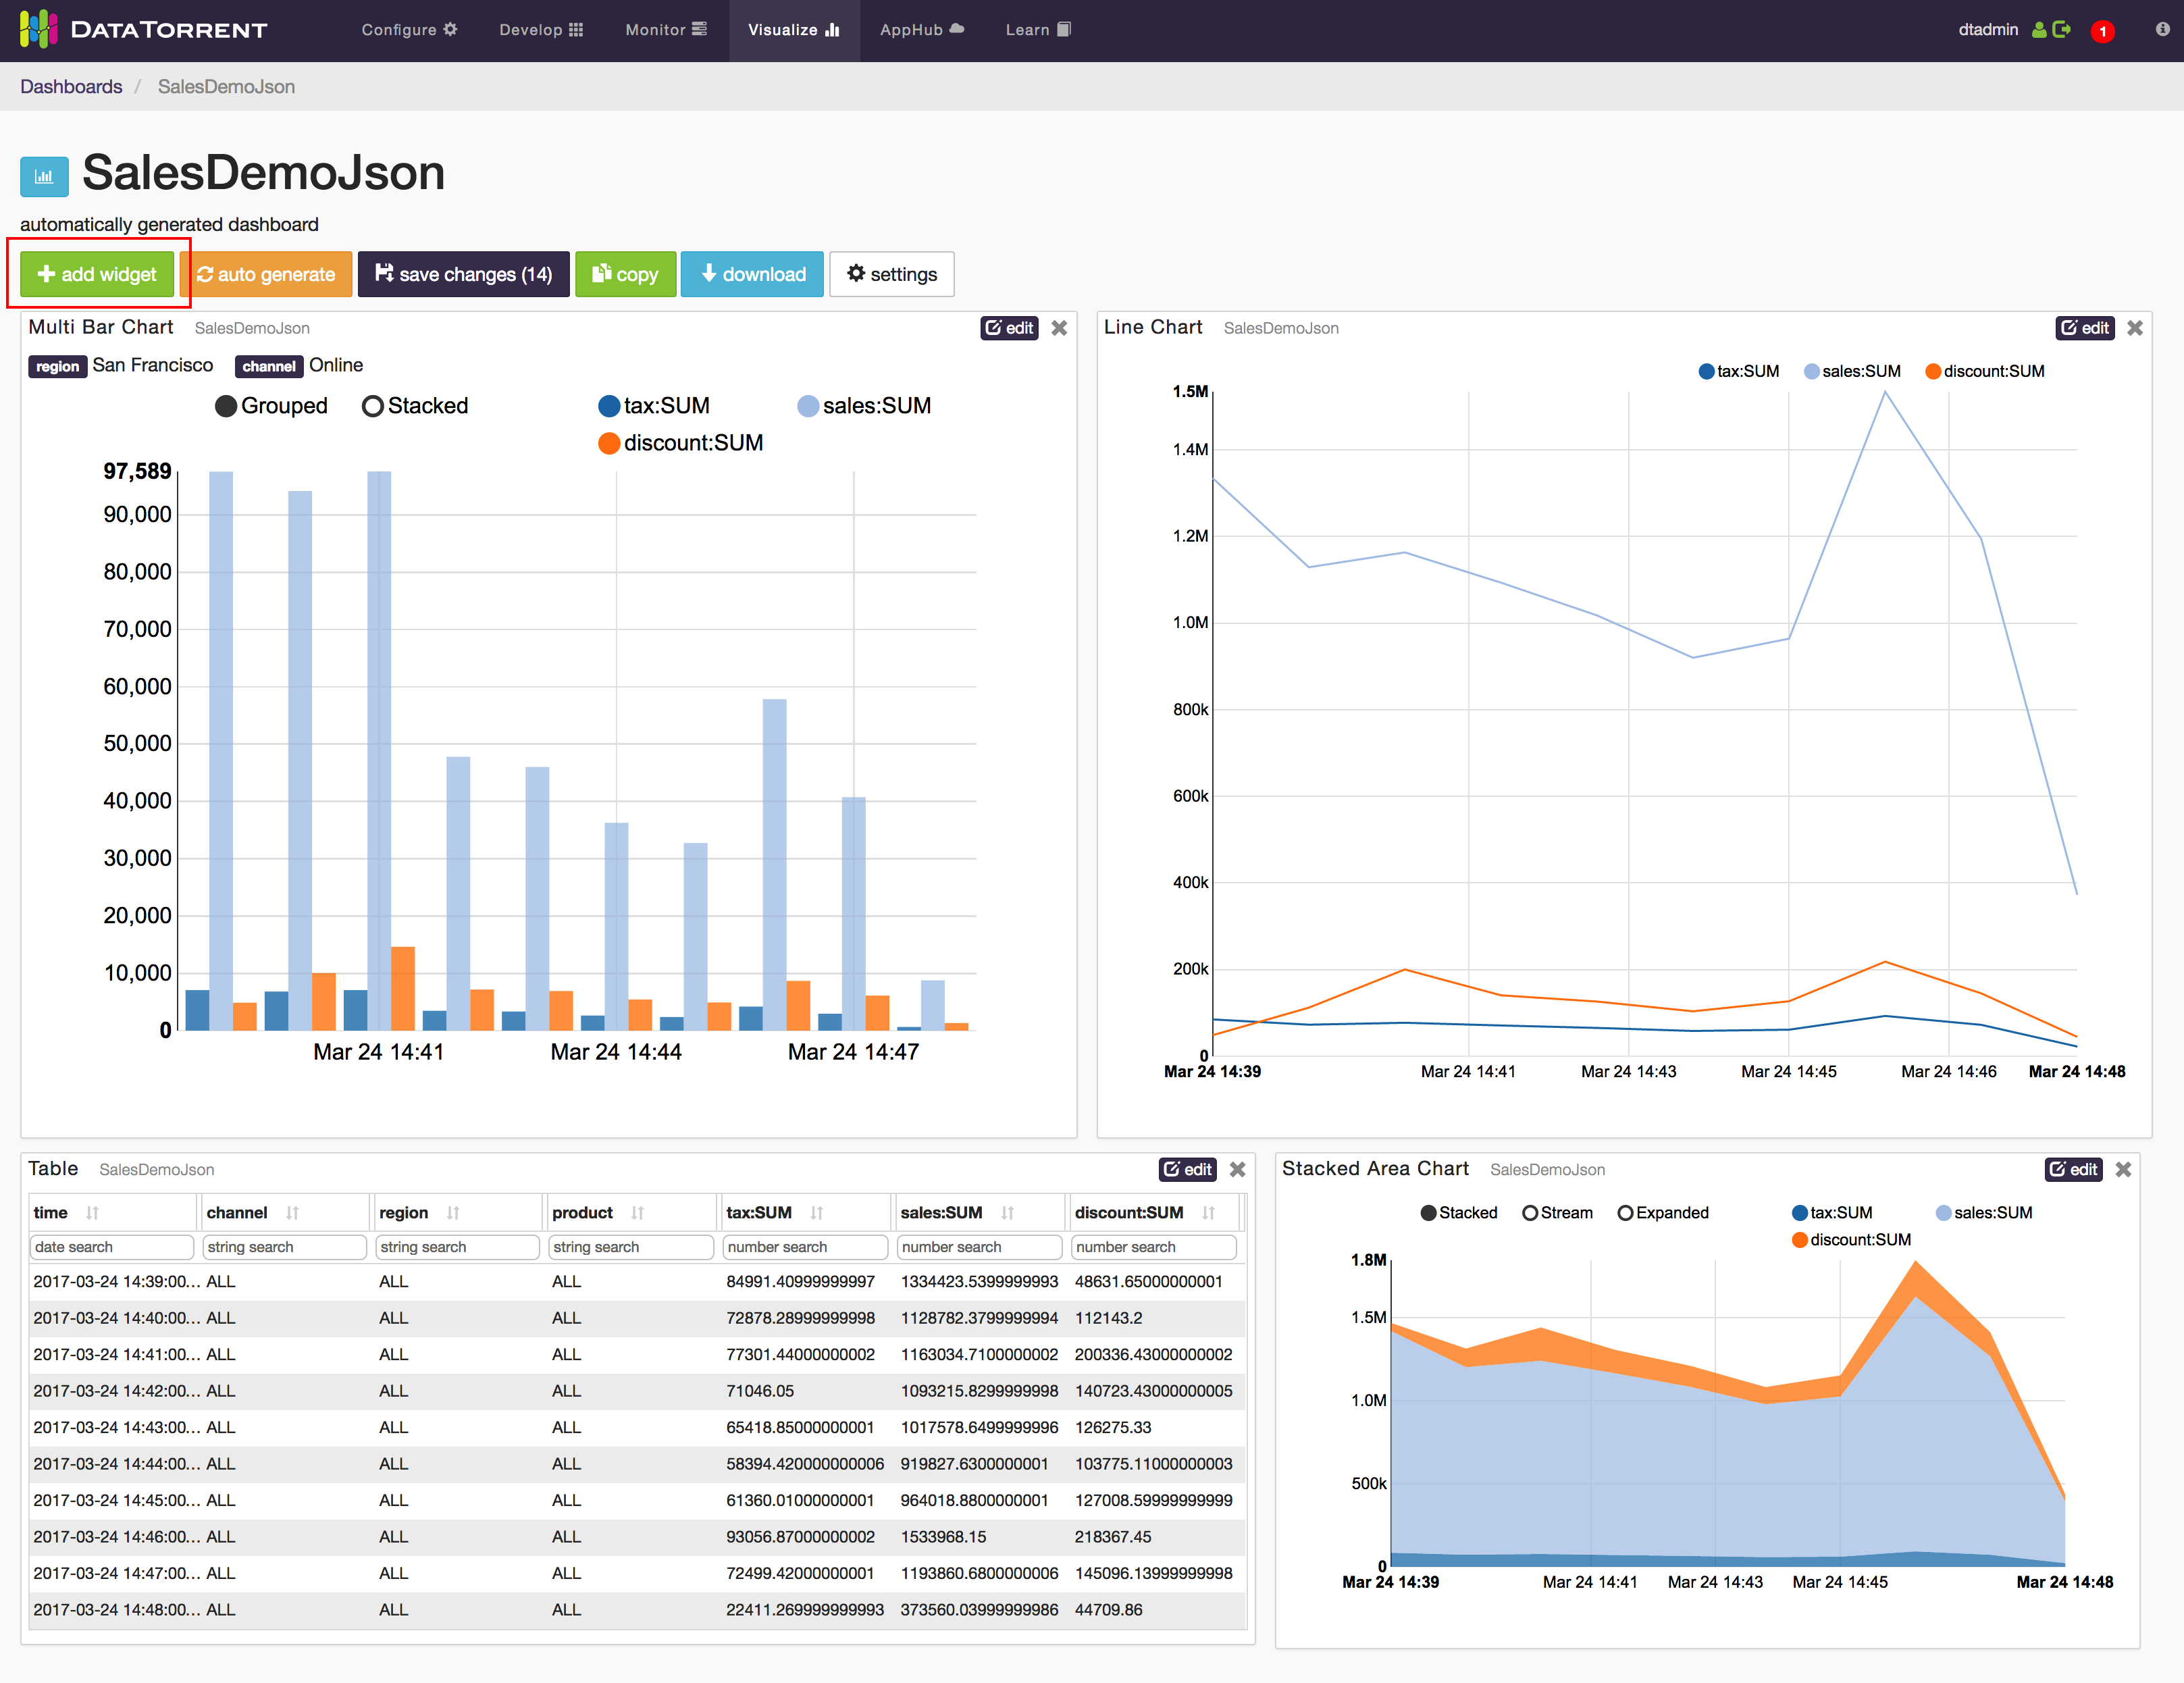 DATATORRENT Configure Develop Monitor Visualize AppHub Learn dtadmin 1
Dashboards / SalesDemoJson
SalesDemoJson
automatically generated dashboard
add widget auto generate save changes (14) copy download settings
Multi Bar Chart SalesDemoJson edit
region San Francisco channel Online
Grouped Stacked tax:SUM sales:SUM
discount:SUM
97,589
90,000
80,000
70,000
60,000
50,000
40,000
30,000
20,000
10,000
0
Mar 24 14:41 Mar 24 14:44 Mar 24 14:47
Line Chart SalesDemoJson edit
tax:SUM sales:SUM discount:SUM
1.5M
1.4M
1.2M
1.0M
800k
600k
400k
200k
0
Mar 24 14:39 Mar 24 14:41 Mar 24 14:43 Mar 24 14:45 Mar 24 14:46 Mar 24 14:48
Table SalesDemoJson edit
time channel region product tax:SUM sales:SUM discount:SUM
date search string search string search string search number search number search number search
2017-03-24 14:39:00... ALL ALL ALL 84991.40999999997 1334423.5399999993 48631.65000000001
2017-03-24 14:40:00... ALL ALL ALL 72878.28999999998 1128782.3799999994 112143.2
2017-03-24 14:41:00... ALL ALL ALL 77301.44000000002 1163034.7100000002 200336.43000000002
2017-03-24 14:42:00... ALL ALL ALL 71046.05 1093215.8299999998 140723.43000000005
2017-03-24 14:43:00... ALL ALL ALL 65418.85000000001 1017578.6499999996 126275.33
2017-03-24 14:44:00... ALL ALL ALL 58394.420000000006 919827.6300000001 103775.11000000003
2017-03-24 14:45:00... ALL ALL ALL 61360.01000000001 964018.8800000001 127008.59999999999
2017-03-24 14:46:00... ALL ALL ALL 93056.87000000002 1533968.15 218367.45
2017-03-24 14:47:00... ALL ALL ALL 72499.42000000001 1193860.6800000006 145096.13999999998
2017-03-24 14:48:00... ALL ALL ALL 22411.269999999993 373560.03999999986 44709.86
Stacked Area Chart SalesDemoJson edit
Stacked Stream Expanded tax:SUM sales:SUM
discount:SUM
1.8M
1.5M
1.0M
500k
0
Mar 24 14:39 Mar 24 14:41 Mar 24 14:43 Mar 24 14:45 Mar 24 14:48